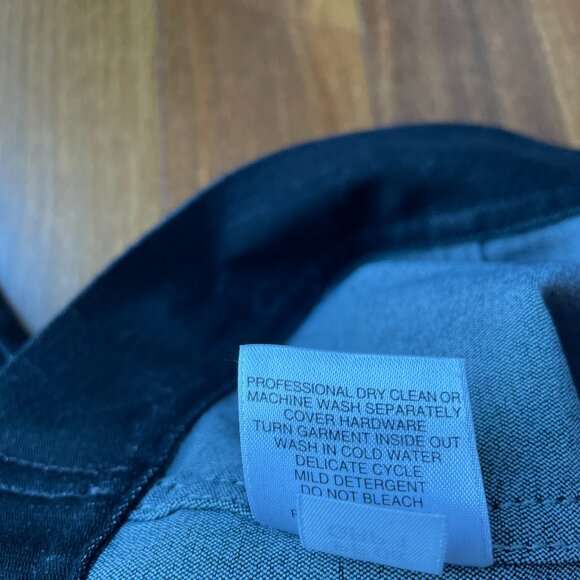 PROFESSIONAL DRY CLEAN OR
MACHINE WASH SEPARATELY
COVER HARDWARE
TURN GARMENT INSIDE OUT
WASH IN COLD WATER
DELICATE CYCLE
MILD DETERGENT
DO NOT BLEACH